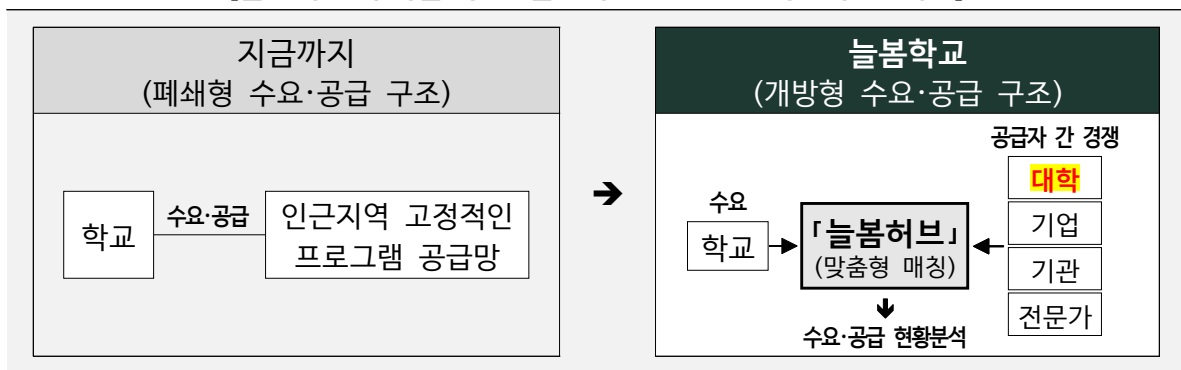 지금까지
(폐쇄형 수요·공급 구조)
학교
수요·공급
인근지역 고정적인
프로그램 공급망
➔
늘봄학교
(개방형 수요·공급 구조)
공급자 간 경쟁
수요
학교
「늘봄허브」
(맞춤형 매칭)
대학
기업
기관
전문가
수요·공급 현황분석